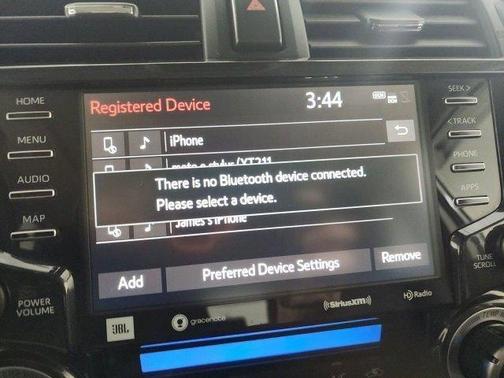 HOME
MENU
AUDIO
MAP
POWER
VOLUME
Registered Device
3:44
iPhone
There is no Bluetooth device connected.
Please select a device.
James's iPhone
Add
Preferred Device Settings
Remove
SEEK >
< TRACK
PHONE
APPS
TUNE
SCROLL
JBL
gracenote
((SiriusXM))
HD Radio